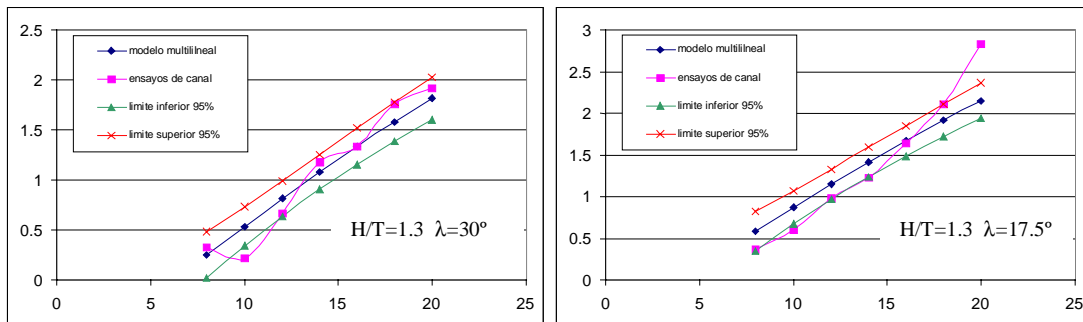 2.5
2
1.5
1
0.5
0
0 5 10 15 20 25
modelo multilineal
ensayos de canal
limite inferior 95%
limite superior 95%
H/T=1.3 λ=30º
3
2.5
2
1.5
1
0.5
0
0 5 10 15 20 25
modelo multilineal
ensayos de canal
limite inferior 95%
limite superior 95%
H/T=1.3 λ=17.5º